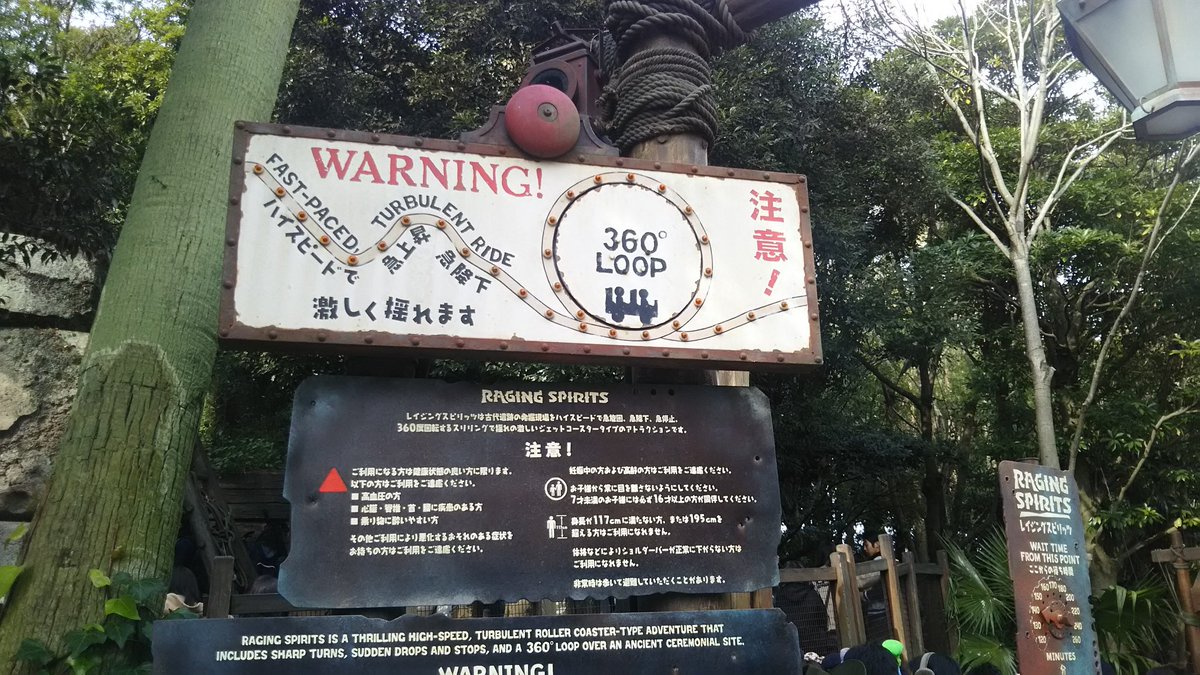 WARNING!
FAST-PACED,
TURBULENT RIDE
ハイスピードで
急上昇
急降下
激しく揺れます
360°
LOOP
注意!
RAGING SPIRITS
レイジングスピリッツは古代遺跡の発掘現場をハイスピードで急旋回、急降下、急停止、
360度回転するスリリングで揺れの激しいジェットコースタータイプのアトラクションです。
注意!
ご利用になる方は健康状態の良い方に限ります。
以下の方はご利用をご遠慮ください。
■ 高血圧の方
■ 心臓・脊椎・首・腰に疾患のある方
■ 乗り物に酔いやすい方
その他ご利用により悪化するおそれのある症状を
お持ちの方はご利用をご遠慮ください。
妊娠中の方および高齢の方はご利用をご遠慮ください。
お子様から常に目を離さないようにしてください。
7才未満のお子様には必ず16才以上の方が同伴してください。
身長が117cmに満たない方、または195cmを
超える方はご利用になれません。
体格などによりショルダーバーが正常に下がらない方は
ご利用になれません。
非常時は歩いて避難していただくことがあります。
RAGING SPIRITS IS A THRILLING HIGH-SPEED, TURBULENT ROLLER COASTER-TYPE ADVENTURE THAT
INCLUDES SHARP TURNS, SUDDEN DROPS AND STOPS, AND A 360° LOOP OVER AN ANCIENT CEREMONIAL SITE.
WARNING!
RAGING
SPIRITS
レイジングスピリッツ
WAIT TIME
FROM THIS POINT
ここからの待ち時間
160 170 180
150
140
130
120
200
220
240
260
MINUTES